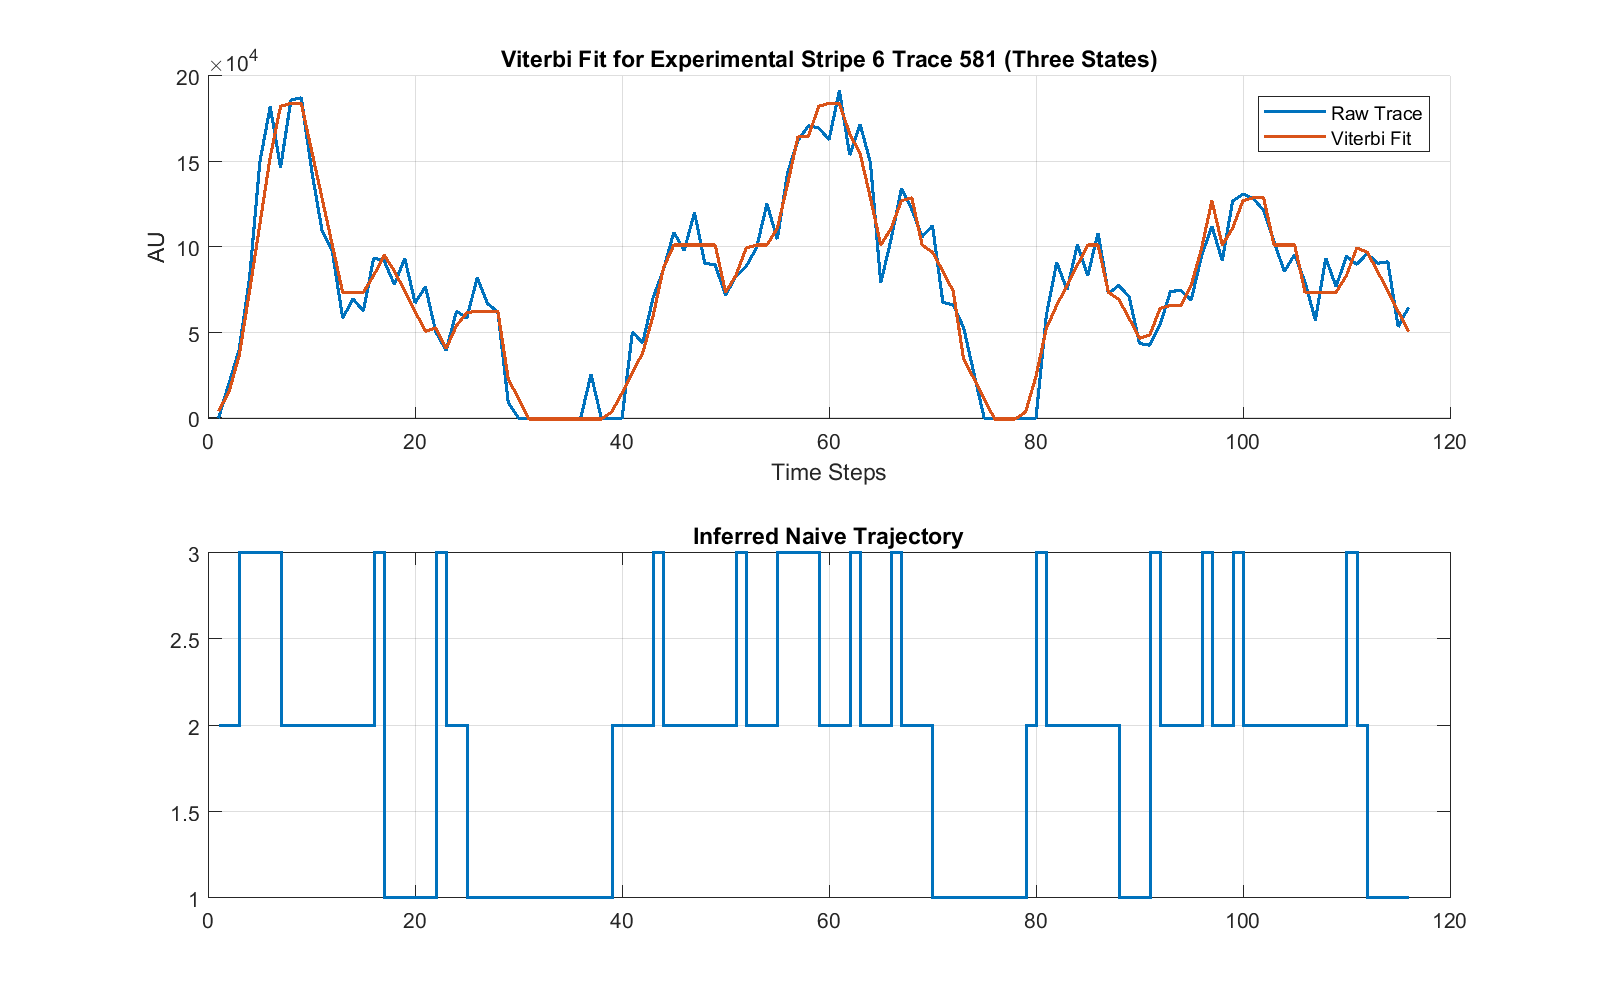 Viterbi Fit for Experimental Stripe 6 Trace 581 (Three States)
×10⁴
20
15
10
5
0
AU
Raw Trace
Viterbi Fit
0 20 40 60 80 100 120
Time Steps
Inferred Naive Trajectory
3
2.5
2
1.5
1
0 20 40 60 80 100 120